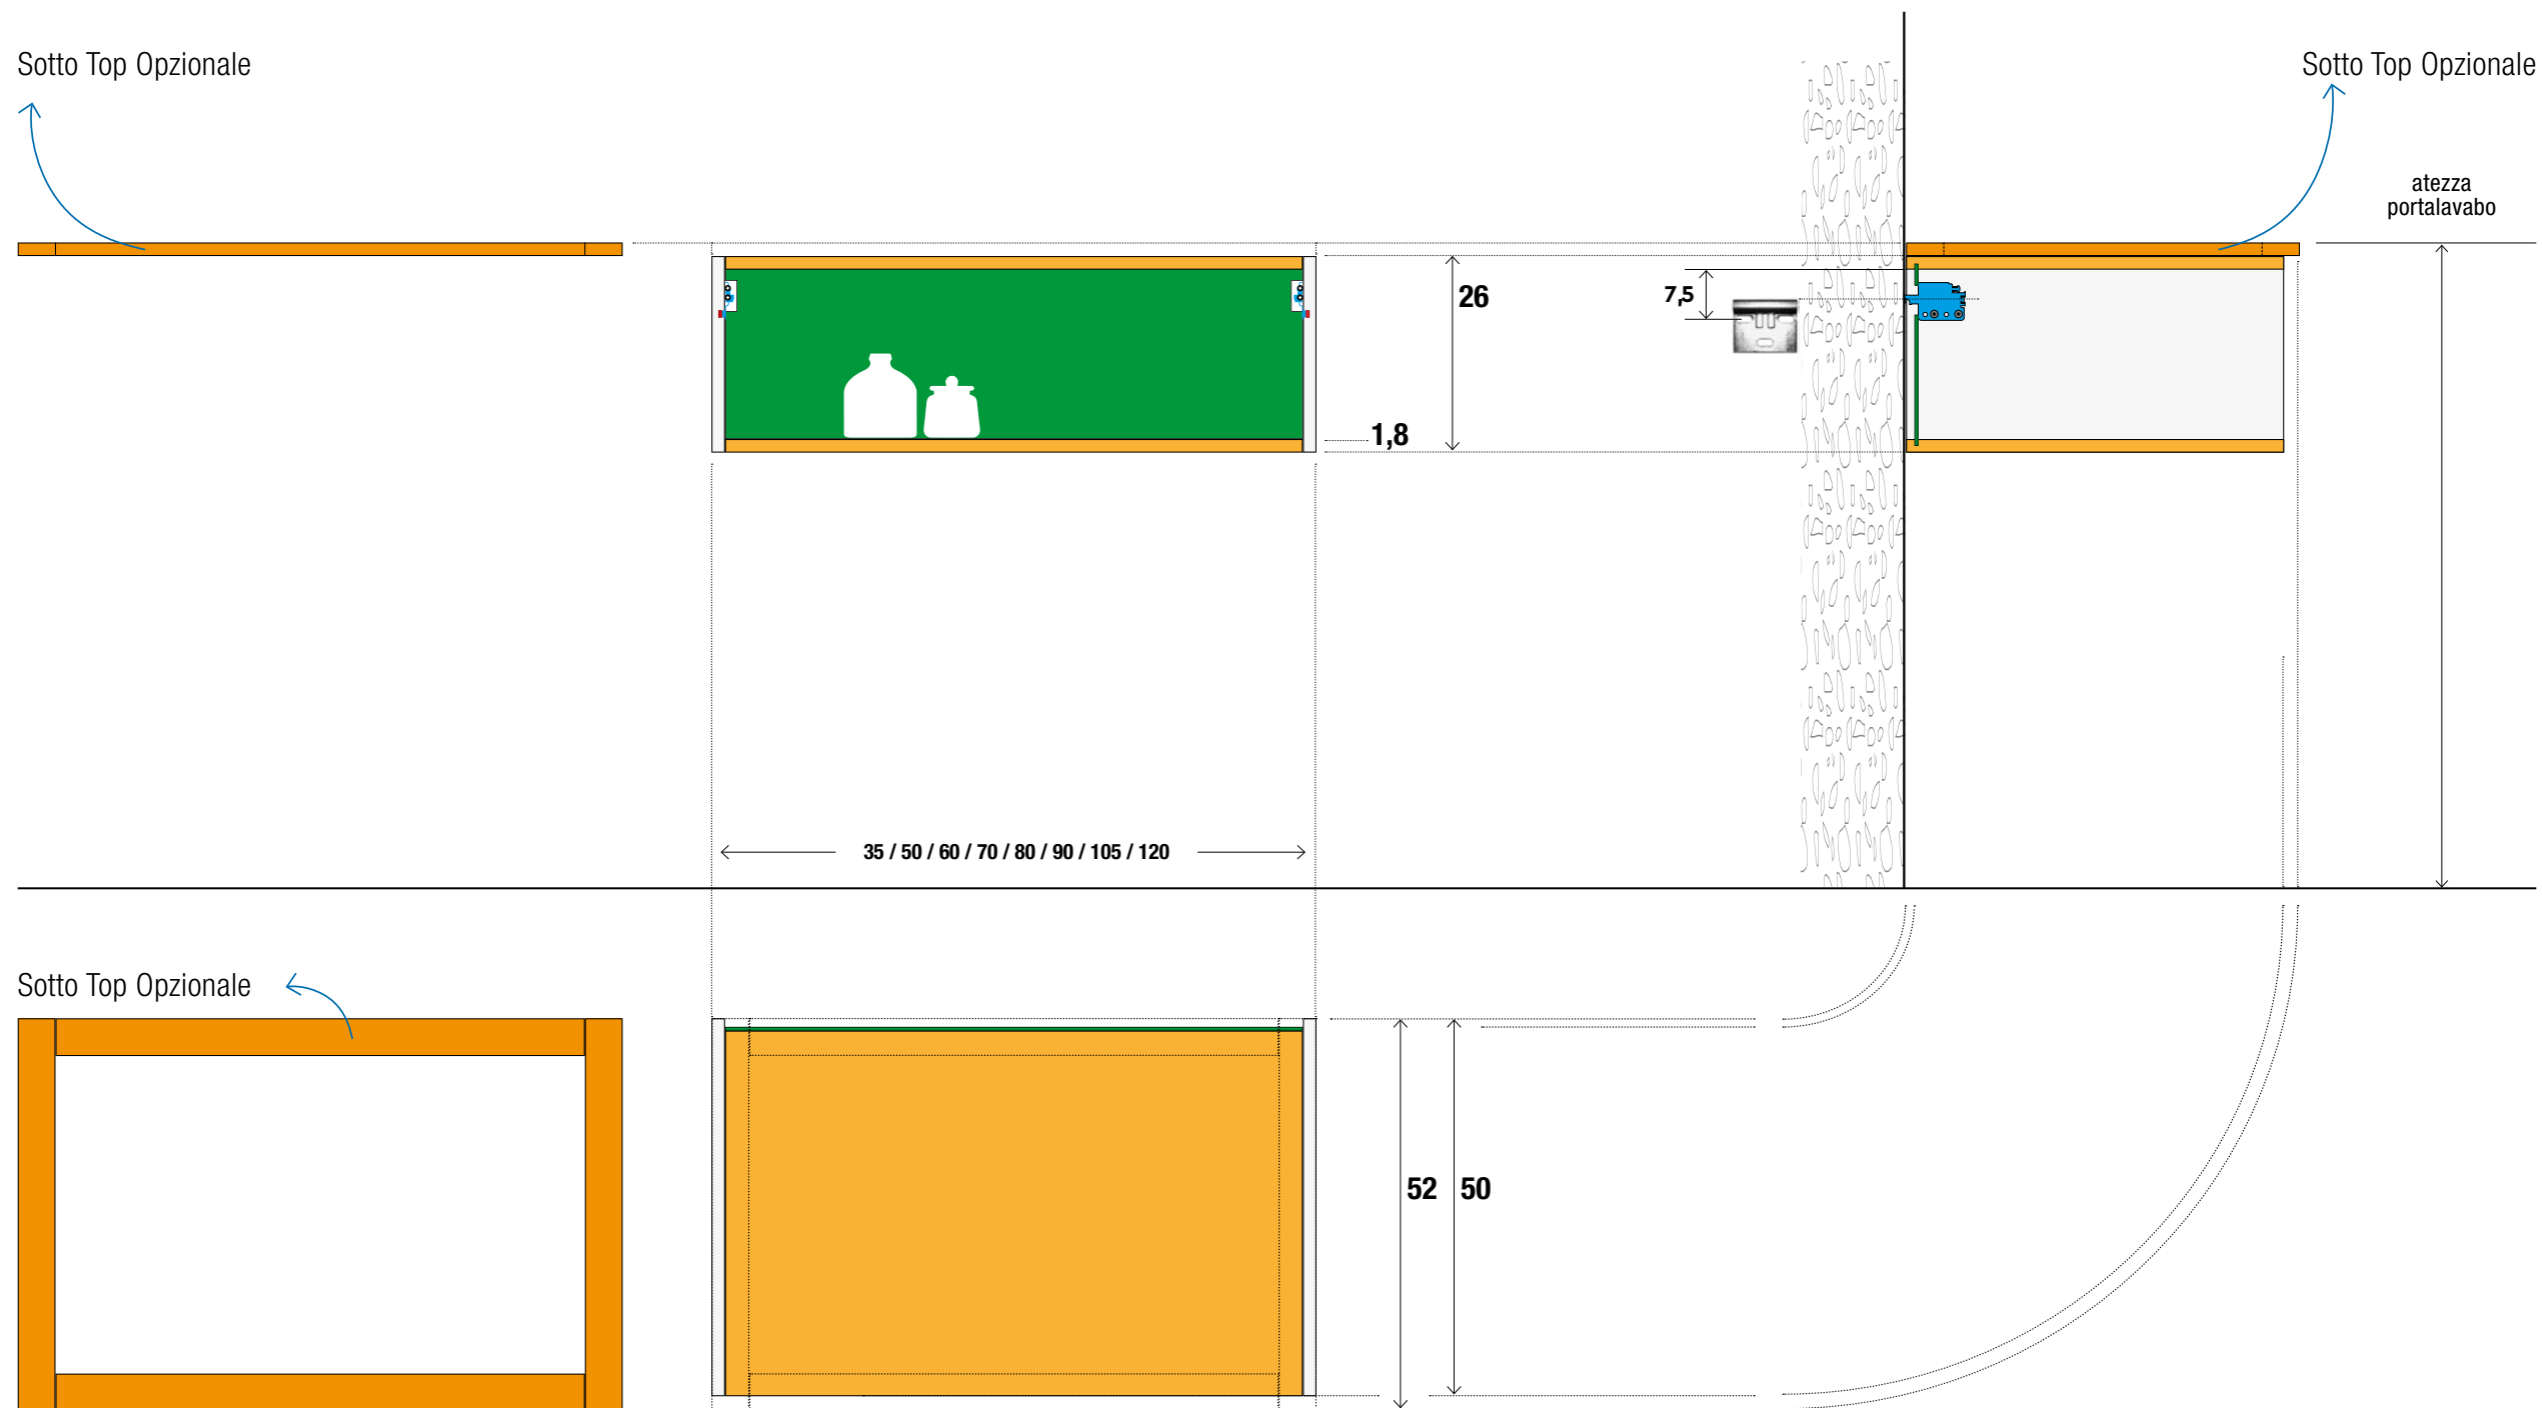 Sotto Top Opzionale
Sotto Top Opzionale
atezza
portalavabo
26
7,5
1,8
35 / 50 / 60 / 70 / 80 / 90 / 105 / 120
Sotto Top Opzionale
52
50